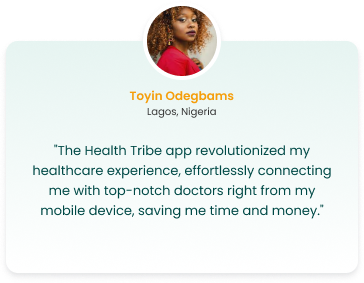 Toyin Odegbams
Lagos, Nigeria
"The Health Tribe app revolutionized my
healthcare experience, effortlessly connecting
me with top-notch doctors right from my
mobile device, saving me time and money."